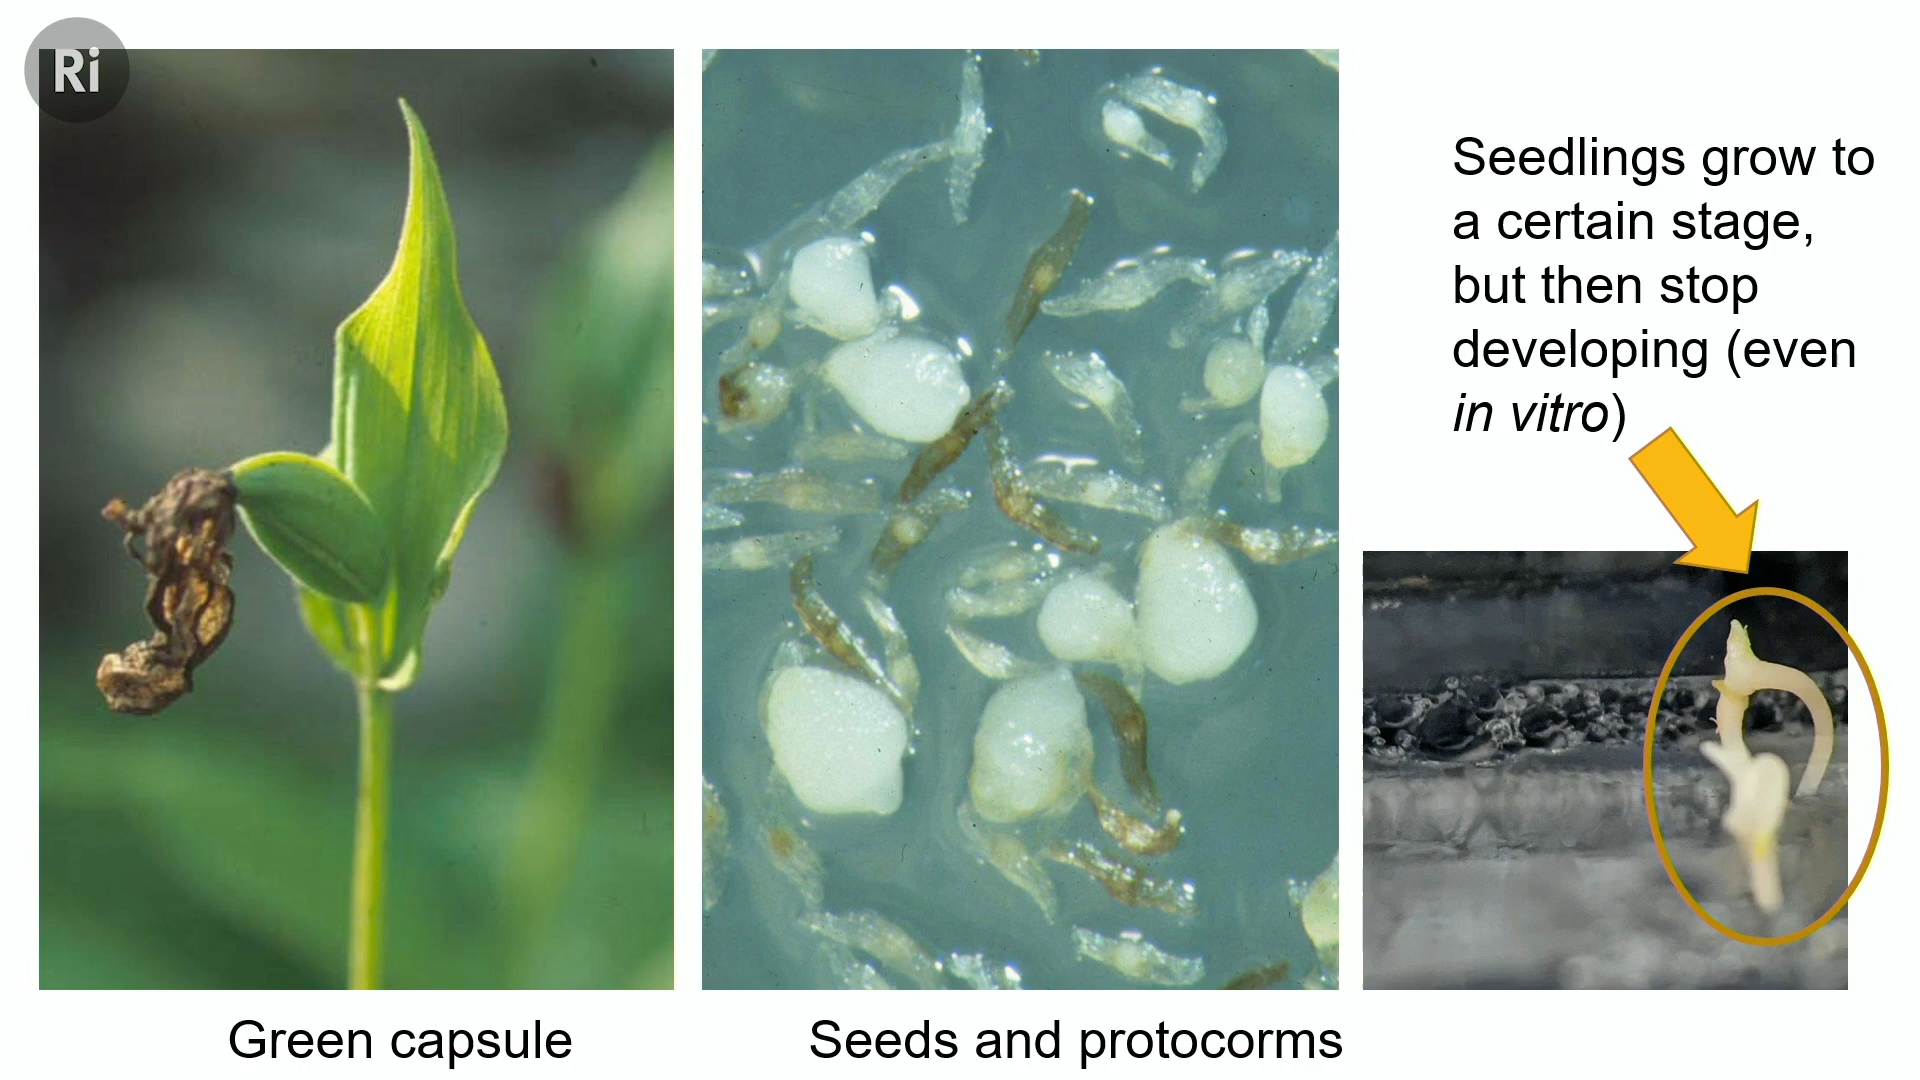 Ri
Seedlings grow to
a certain stage,
but then stop
developing (even
in vitro)
Green capsule
Seeds and protocorms